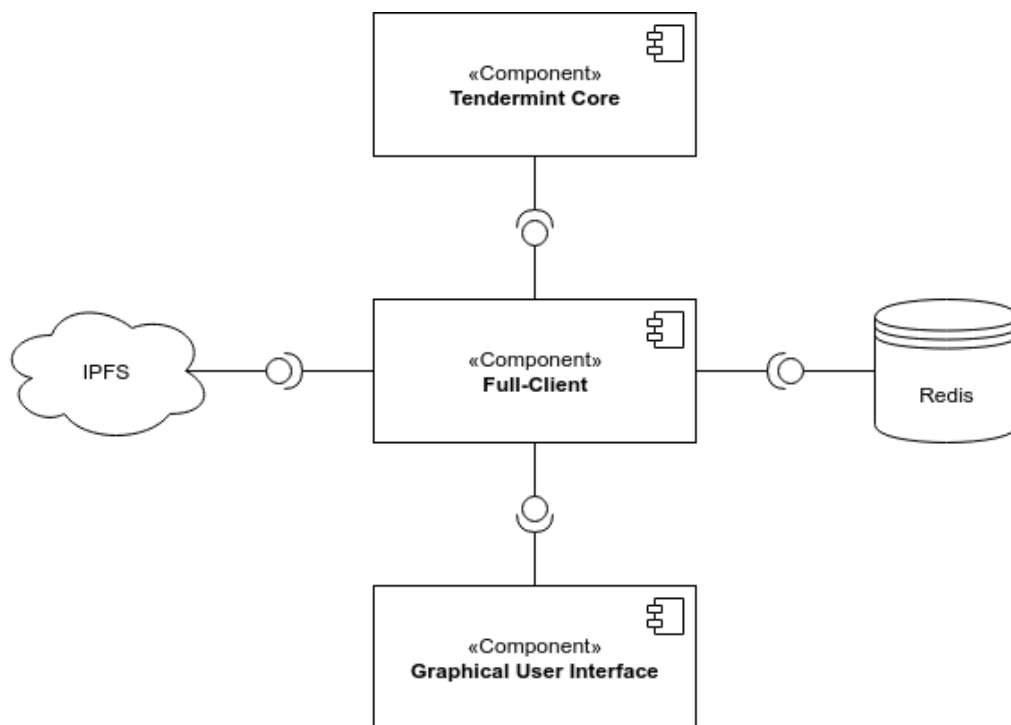 «Component»
Tendermint Core
IPFS
«Component»
Full-Client
Redis
«Component»
Graphical User Interface